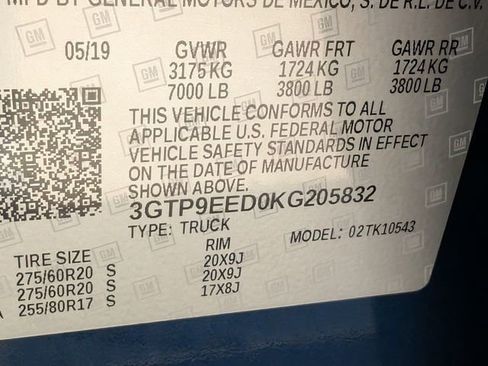 MFD BY GENERAL MOTORS DE MEXICO, S. DE R.L. DE C.V.
05/19 GVWR GAWR FRT GAWR RR
3175 KG 1724 KG 1724 KG
7000 LB 3800 LB 3800 LB
THIS VEHICLE CONFORMS TO ALL
APPLICABLE U.S. FEDERAL MOTOR
VEHICLE SAFETY STANDARDS IN EFFECT
ON THE DATE OF MANUFACTURE
SHOWN ABOVE.
3GTP9EED0KG205832
TYPE: TRUCK MODEL: 02TK10543
TIRE SIZE RIM
275/60R20 S 20X9J
275/60R20 S 20X9J
255/80R17 S 17X8J